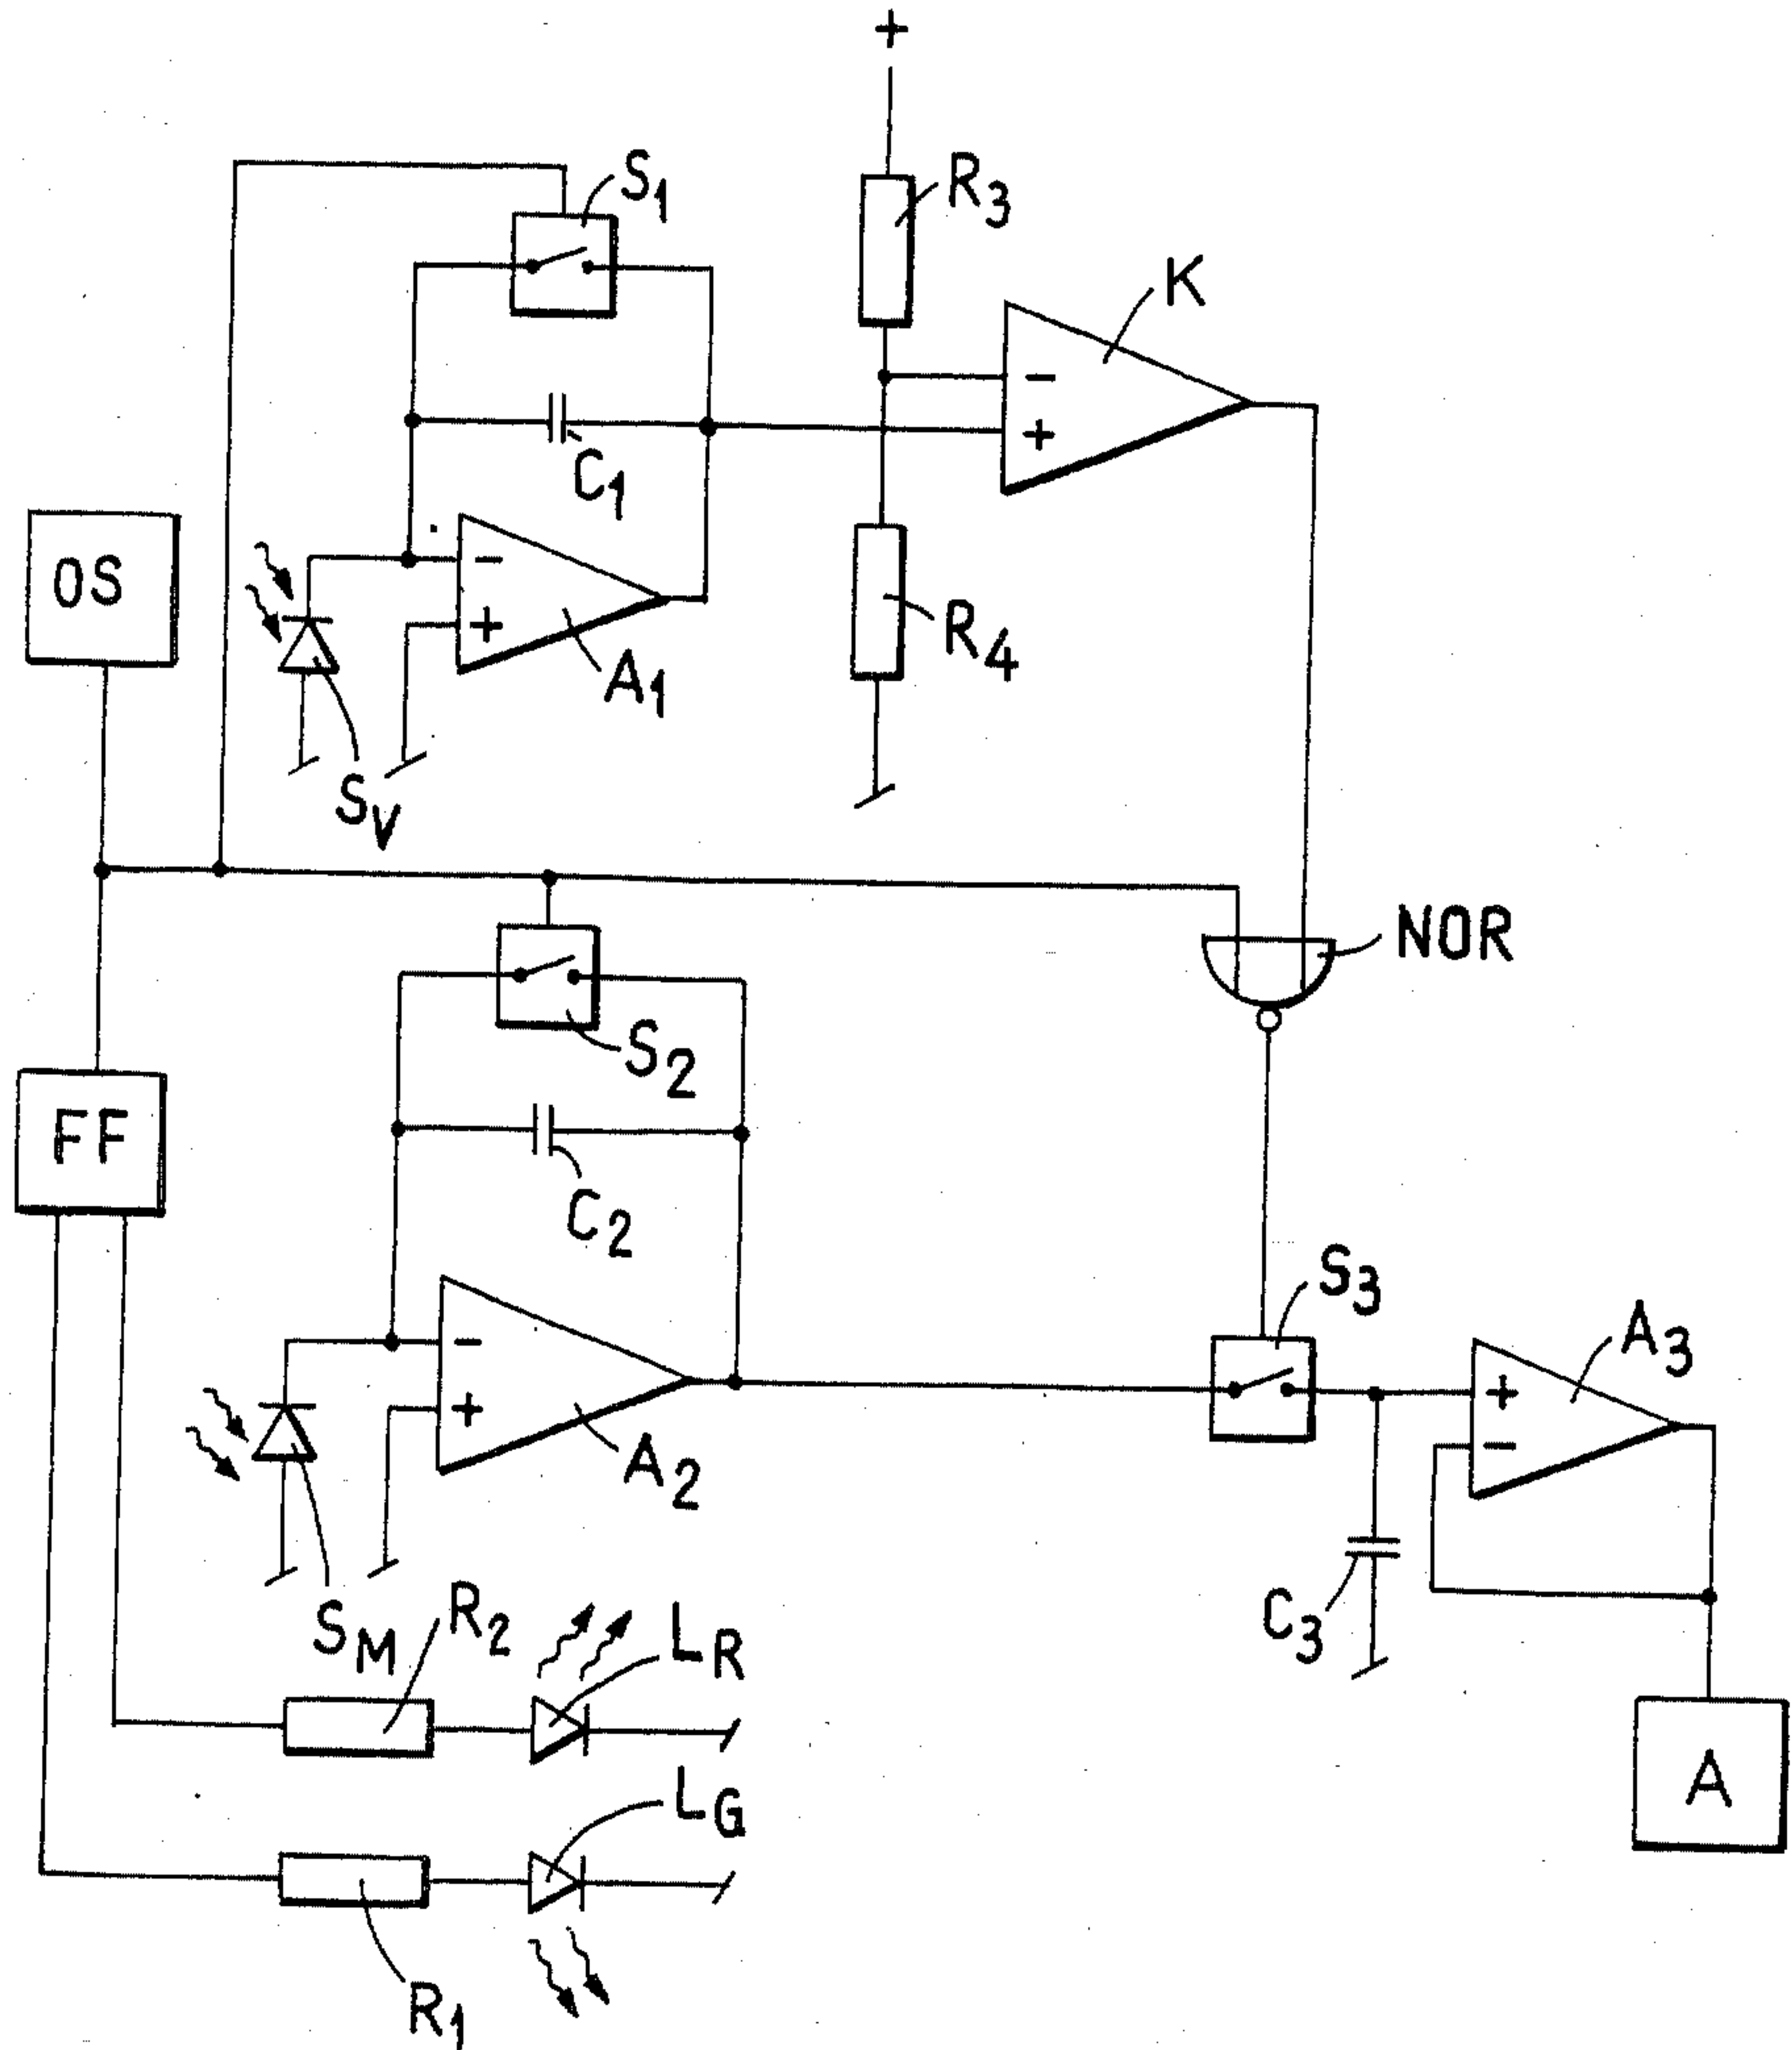 +
S1
R3
K
−
+
C1
OS
−
+
A1
R4
SV
NOR
S2
FF
C2
S3
A3
−
+
A2
+
−
C3
SM
R2
LR
A
LG
R1